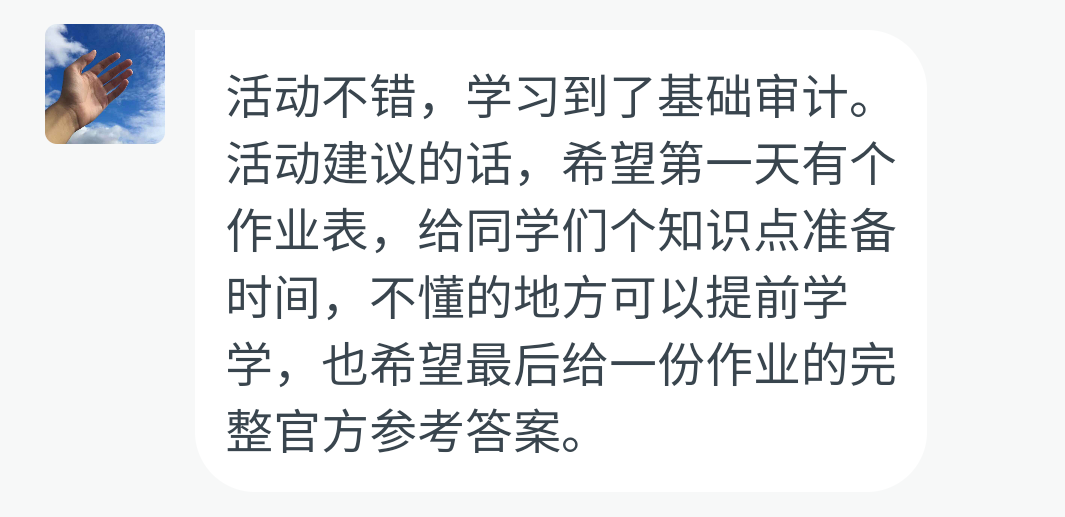 活动不错，学习到了基础审计。
活动建议的话，希望第一天有个
作业表，给同学们个知识点准备
时间，不懂的地方可以提前学
学，也希望最后给一份作业的完
整官方参考答案。